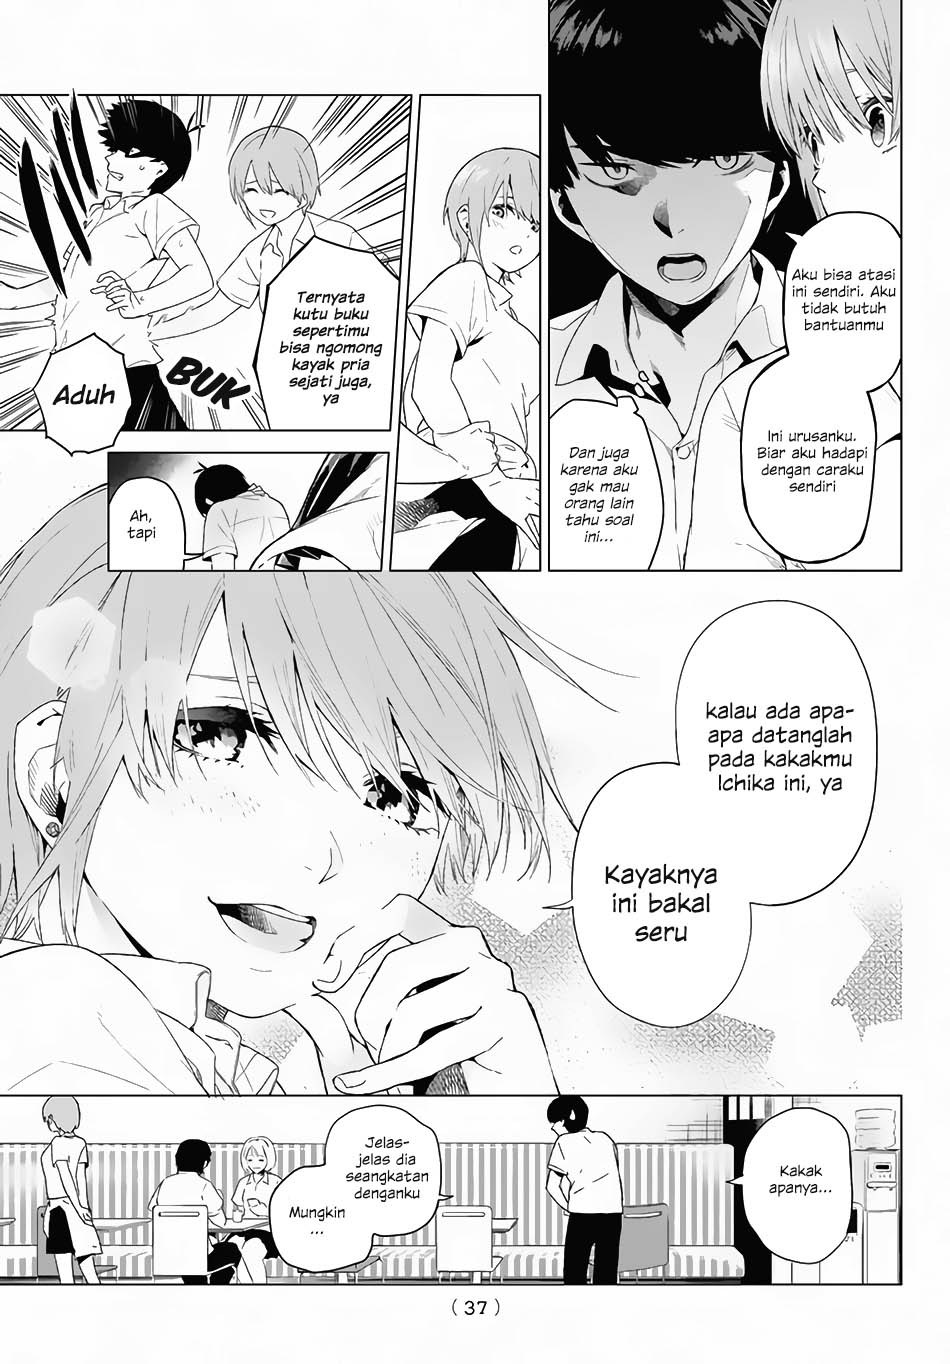 Aku bisa atasi
ini sendiri. Aku
tidak butuh
bantuanmu
Ini urusanku.
Biar aku hadapi
dengan caraku
sendiri
Dan juga
karena aku
gak mau
orang lain
tahu soal
ini...
Ternyata
kutu buku
sepertimu
bisa ngomong
kayak pria
sejati juga,
ya
BUK
Aduh
Ah,
tapi
kalau ada apa-
apa datanglah
pada kakakmu
Ichika ini, ya
Kayaknya
ini bakal
seru
Kakak
apanya...
Jelas-
jelas dia
seangkatan
denganku
Mungkin
...
( 37 )